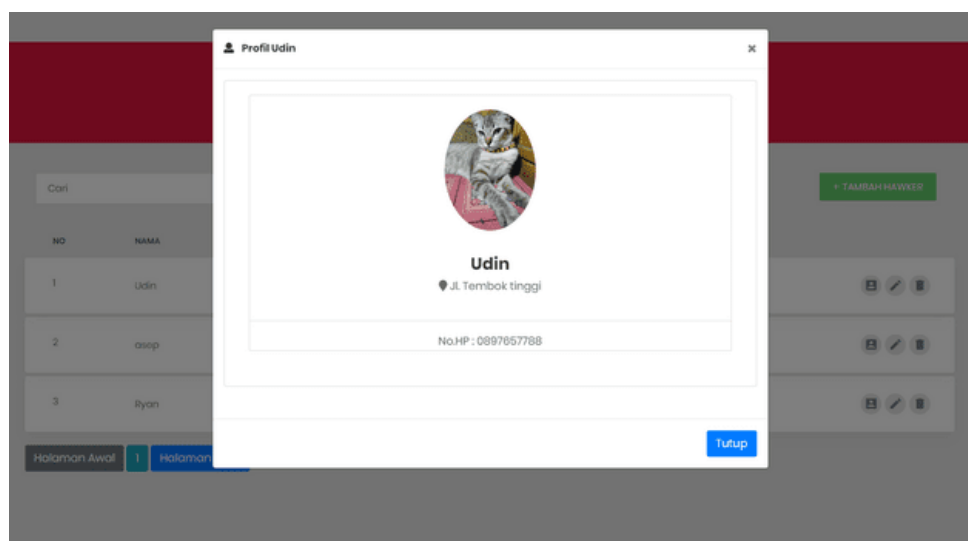 Profil Udin
×
Cari
+ TAMBAH HAWKER
NO NAMA
Udin
Jl. Tembok tinggi
No.HP : 0897657788
1 Udin
2 asep
3 Ryan
Tutup
Halaman Awal 1 Halaman